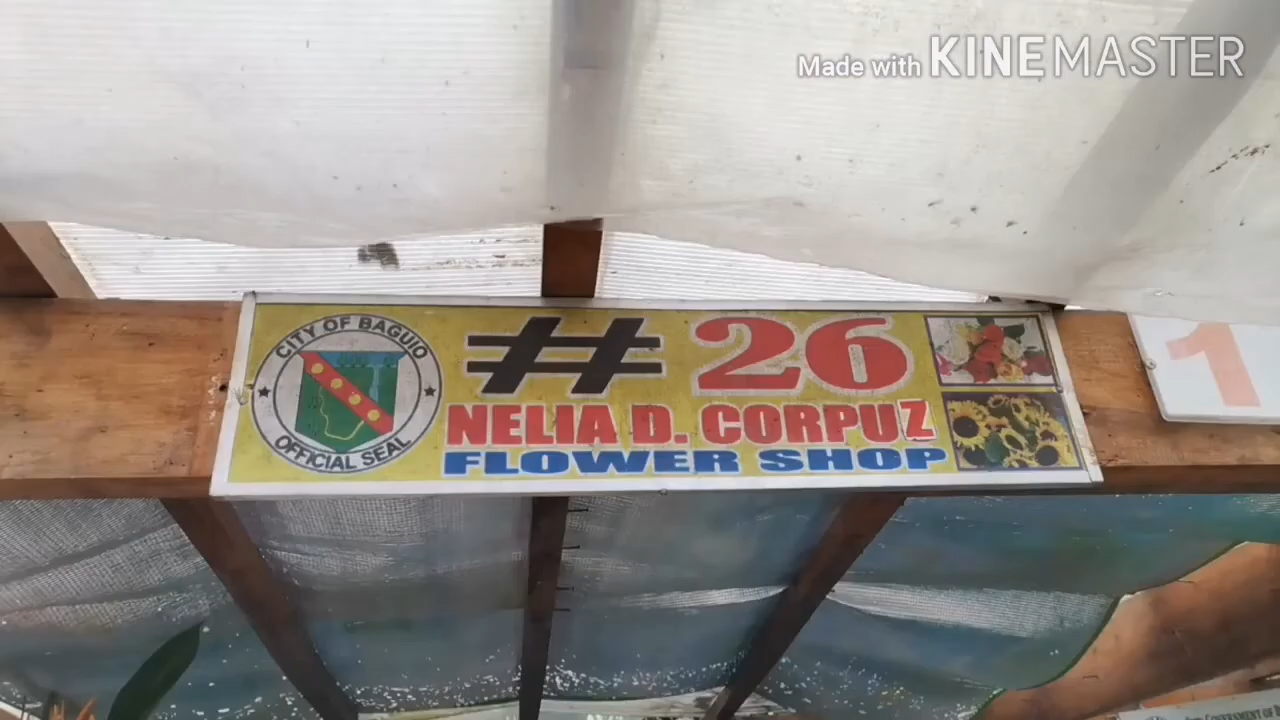 Made with KINEMASTER
CITY OF BAGUIO
OFFICIAL SEAL
# 26
NELIA D. CORPUZ
FLOWER SHOP
1